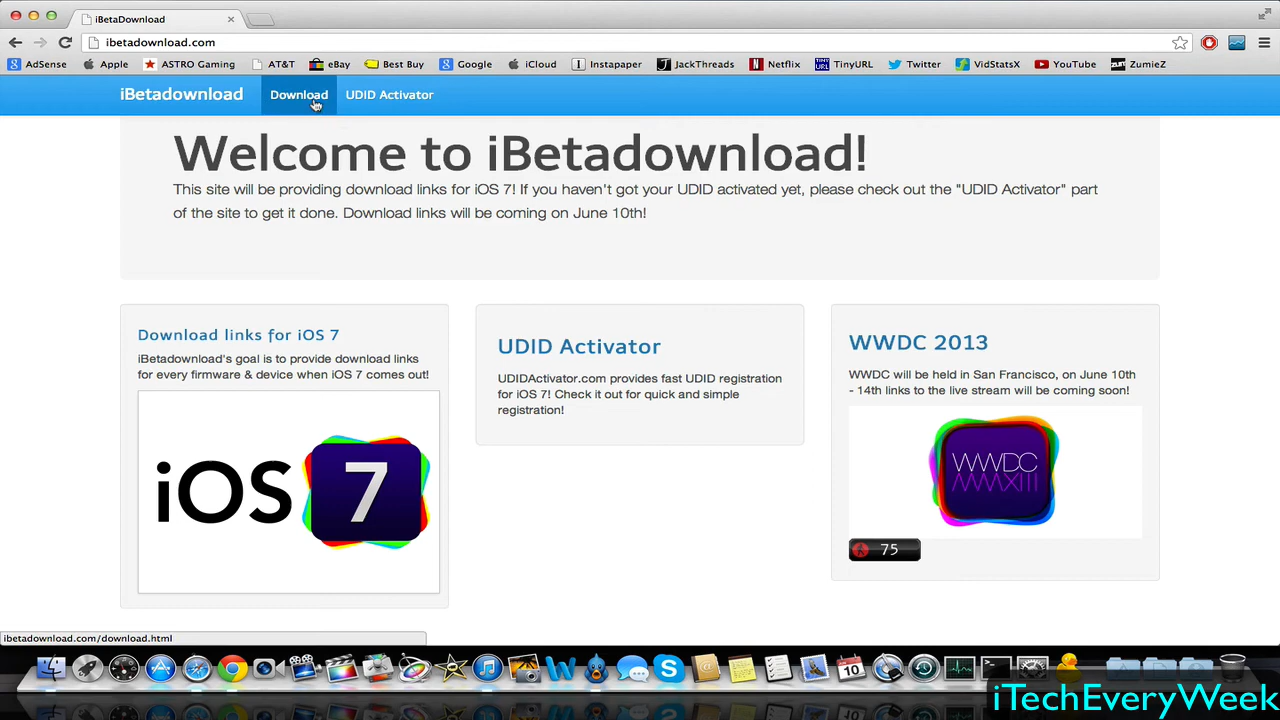 iBetaDownload
ibetadownload.com
AdSense Apple ASTRO Gaming AT&T eBay Best Buy Google iCloud Instapaper JackThreads Netflix TinyURL Twitter VidStatsX YouTube ZumieZ
iBetadownload Download UDID Activator
Welcome to iBetadownload!
This site will be providing download links for iOS 7! If you haven't got your UDID activated yet, please check out the "UDID Activator" part
of the site to get it done. Download links will be coming on June 10th!
Download links for iOS 7
iBetadownload's goal is to provide download links
for every firmware & device when iOS 7 comes out!
iOS 7
UDID Activator
UDIDActivator.com provides fast UDID registration
for iOS 7! Check it out for quick and simple
registration!
WWDC 2013
WWDC will be held in San Francisco, on June 10th
- 14th links to the live stream will be coming soon!
WWDC
MMXIII
75
ibetadownload.com/download.html
10
iTechEveryWeek